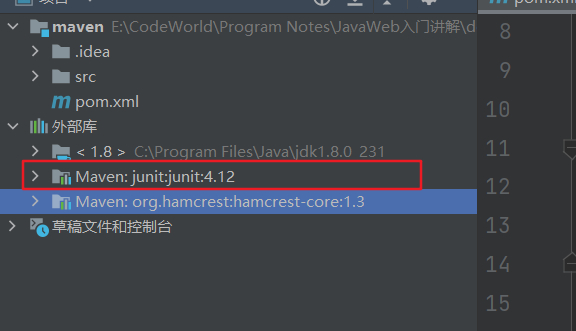 pom.xm
maven E:\CodeWorld\Program Notes\JavaWeb入门讲解\d
.idea
src
pom.xml
外部库
< 1.8 > C:\Program Files\Java\jdk1.8.0_231
Maven: junit:junit:4.12
Maven: org.hamcrest:hamcrest-core:1.3
草稿文件和控制台
8
9
10
11
12
13
14
15